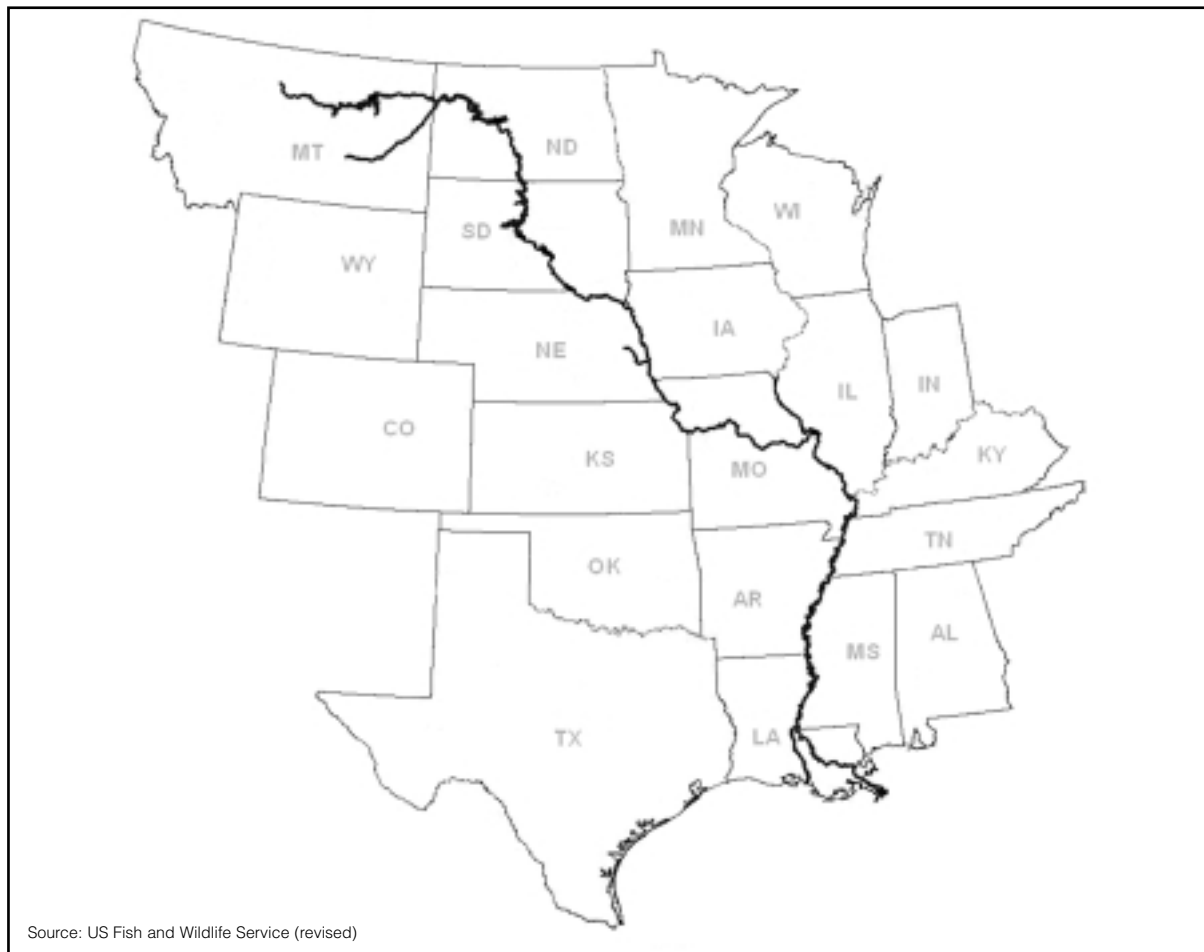 MT
ND
MN
WI
SD
WY
IA
NE
IL
IN
CO
KS
MO
KY
TN
OK
AR
MS
AL
TX
LA
Source: US Fish and Wildlife Service (revised)